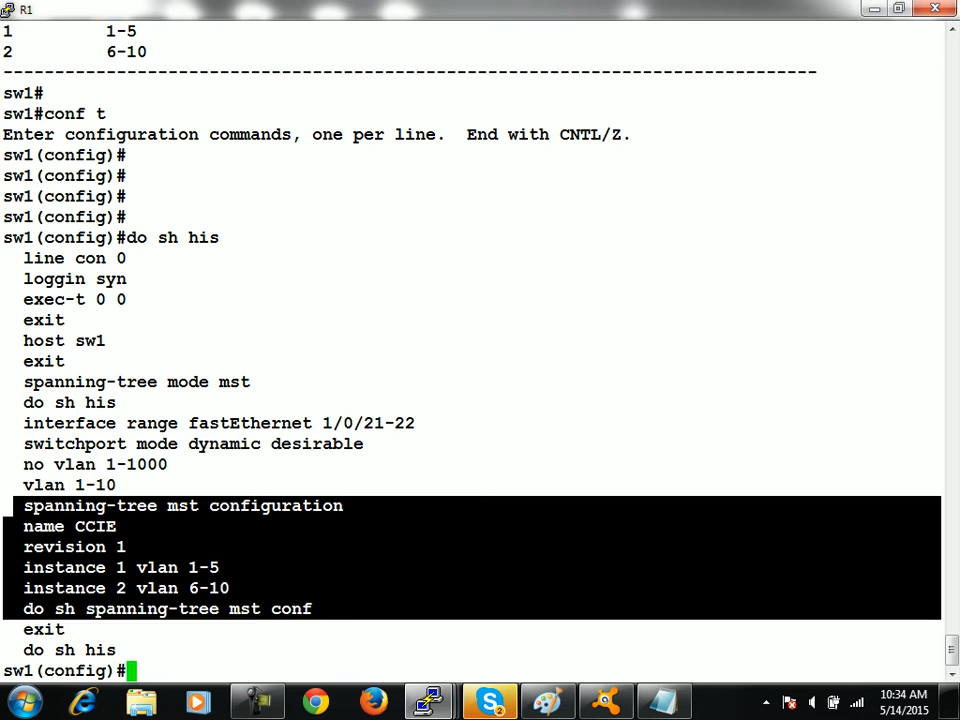 R1
1 1-5
2 6-10
-------------------------------------------------------------------------------
sw1#
sw1#conf t
Enter configuration commands, one per line. End with CNTL/Z.
sw1(config)#
sw1(config)#
sw1(config)#
sw1(config)#
sw1(config)#do sh his
line con 0
loggin syn
exec-t 0 0
exit
host sw1
exit
spanning-tree mode mst
do sh his
interface range fastEthernet 1/0/21-22
switchport mode dynamic desirable
no vlan 1-1000
vlan 1-10
spanning-tree mst configuration
name CCIE
revision 1
instance 1 vlan 1-5
instance 2 vlan 6-10
do sh spanning-tree mst conf
exit
do sh his
sw1(config)#
2
10:34 AM
5/14/2015